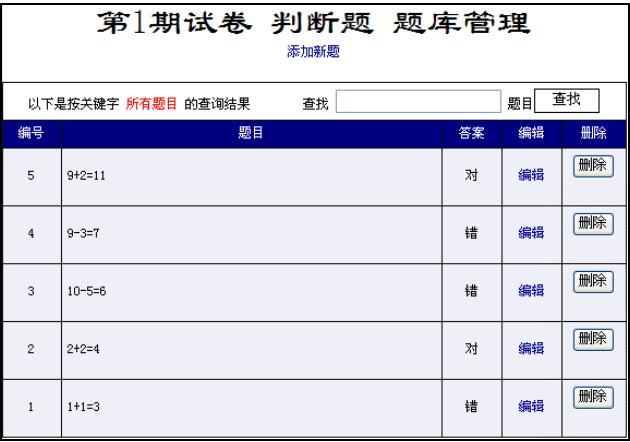 第1期试卷 判断题 题库管理
添加新题
以下是按关键字 所有题目 的查询结果 查找 题目 查找
编号 题目 答案 编辑 删除
5 9+2=11 对 编辑 删除
4 9-3=7 错 编辑 删除
3 10-5=6 错 编辑 删除
2 2+2=4 对 编辑 删除
1 1+1=3 错 编辑 删除